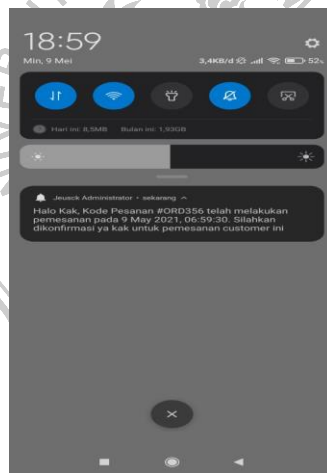 18:59
Min, 9 Mei
3,4KB/d
52%
Hari ini: 8,5MB Bulan ini: 1,93GB
Jeusck Administrator • sekarang
Halo Kak, Kode Pesanan #ORD356 telah melakukan
pemesanan pada 9 May 2021, 06:59:30. Silahkan
dikonfirmasi ya kak untuk pemesanan customer ini